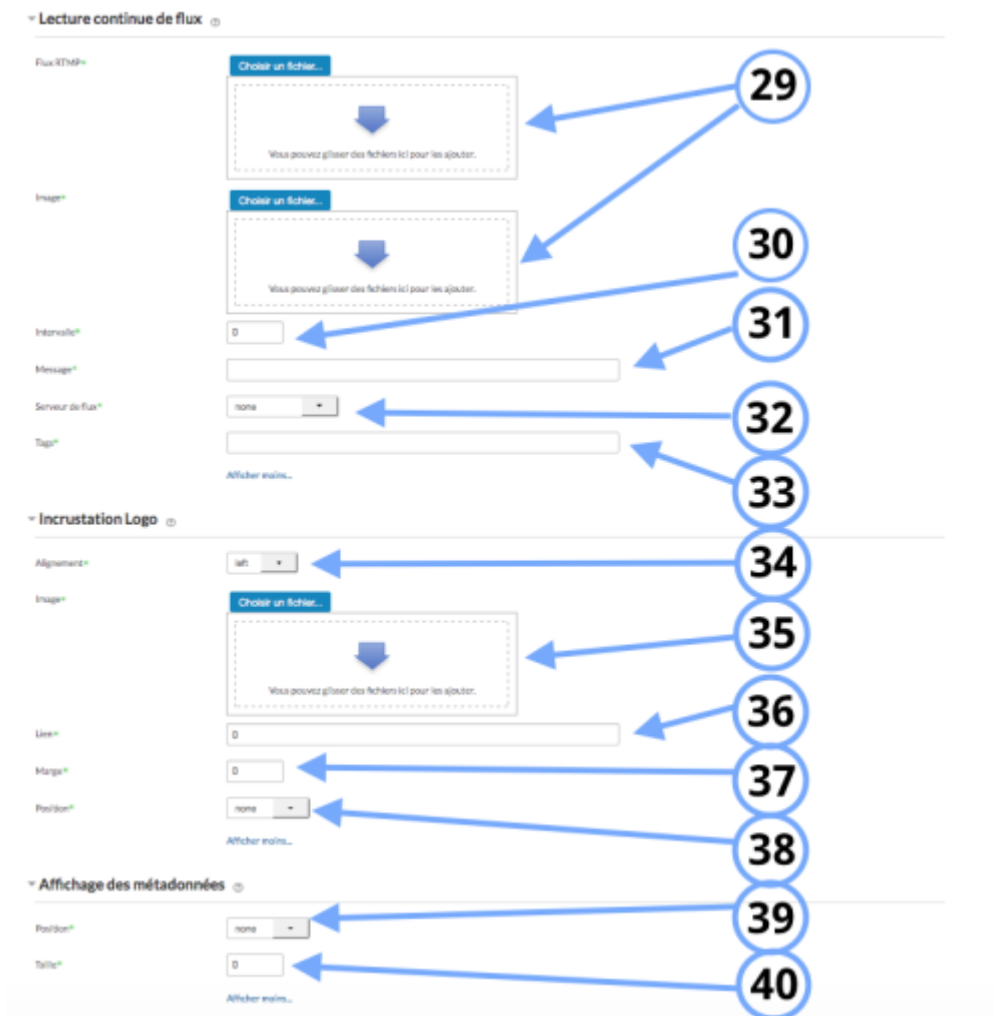 Lecture continue de flux
Flux RTMP*
Choisir un fichier...
29
Vous pouvez glisser des fichiers ici pour les ajouter.
Image*
Choisir un fichier...
30
Vous pouvez glisser des fichiers ici pour les ajouter.
Intervalle*
0
31
Message*
Serveur de flux*
none
32
Tags*
Afficher moins...
33
Incrustation Logo
Alignement*
left
34
Image*
Choisir un fichier...
35
Vous pouvez glisser des fichiers ici pour les ajouter.
36
Lien*
0
Marge*
0
37
Position*
none
38
Afficher moins...
Affichage des métadonnées
39
Position*
none
Taille*
0
40
Afficher moins...